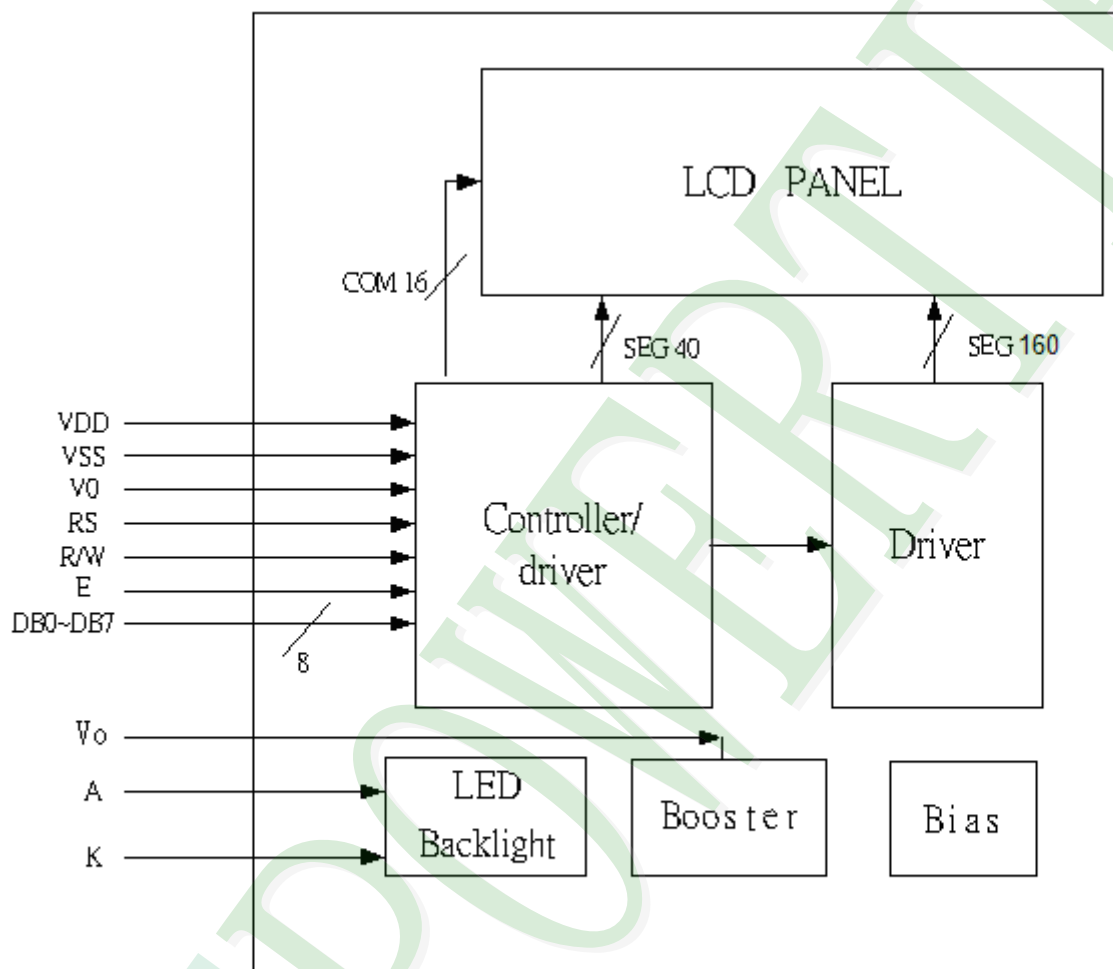 LCD PANEL
COM 16
SEG 40
SEG 160
VDD
VSS
V0
RS
R/W
E
DB0~DB7
8
Controller/
driver
Driver
Vo
A
K
LED
Backlight
Booster
Bias